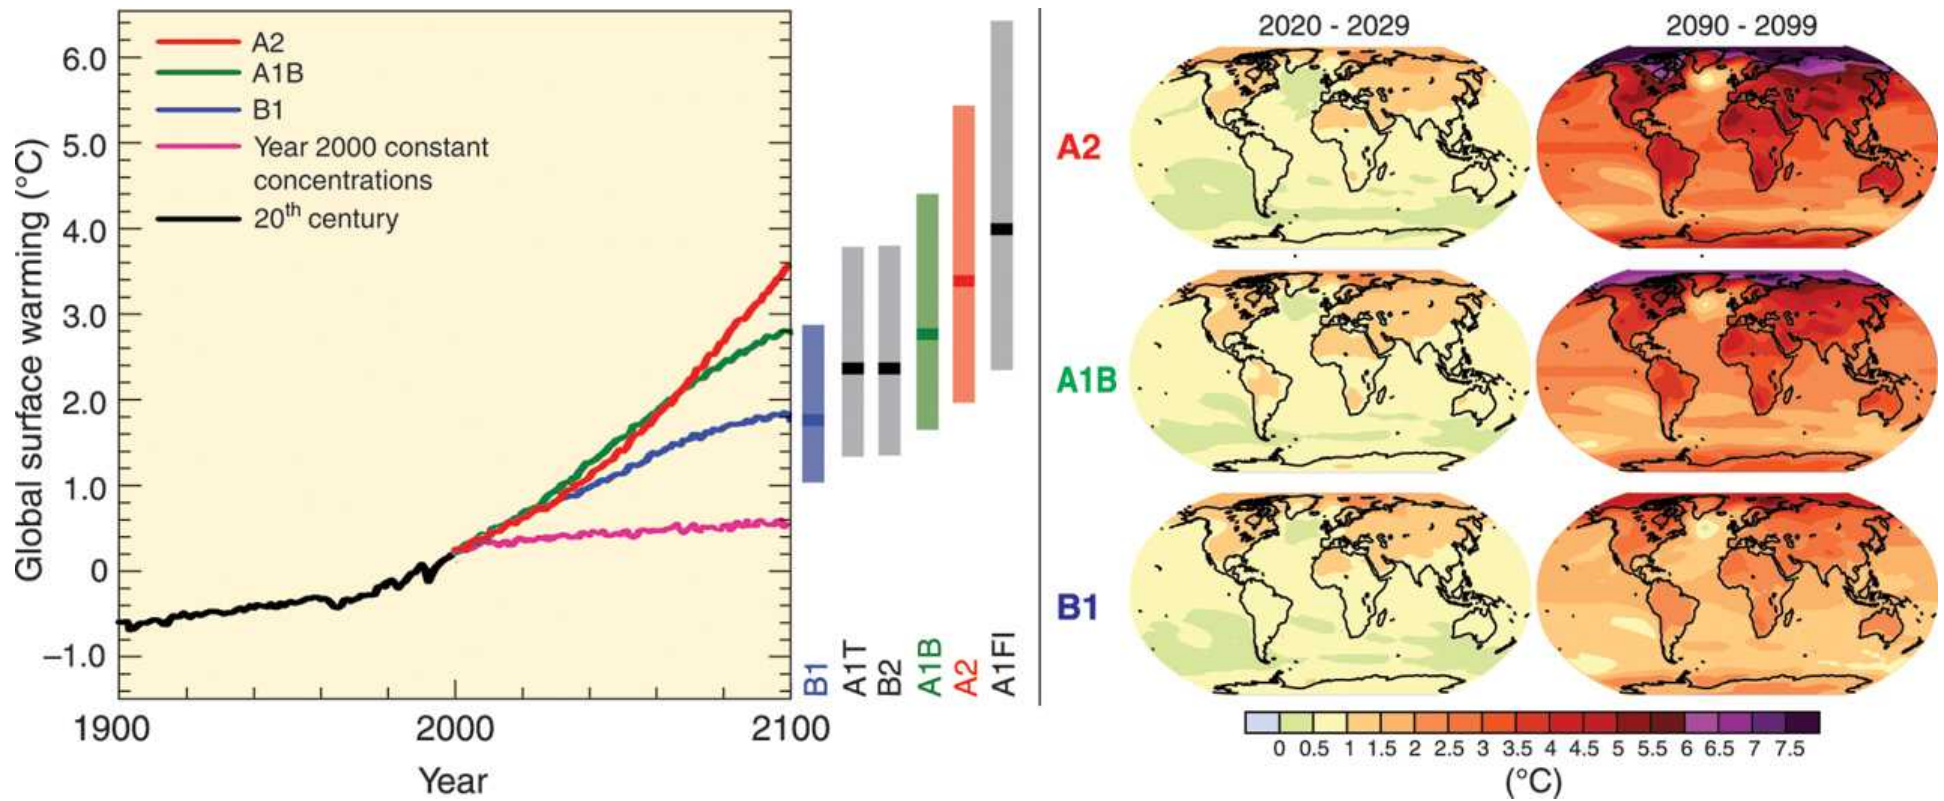 A2
A1B
B1
Year 2000 constant
concentrations
20th century
Global surface warming (°C)
6.0
5.0
4.0
3.0
2.0
1.0
0
–1.0
1900
2000
2100
Year
B1
A1T
B2
A1B
A2
A1FI
2020 - 2029
2090 - 2099
A2
A1B
B1
0 0.5 1 1.5 2 2.5 3 3.5 4 4.5 5 5.5 6 6.5 7 7.5
(°C)